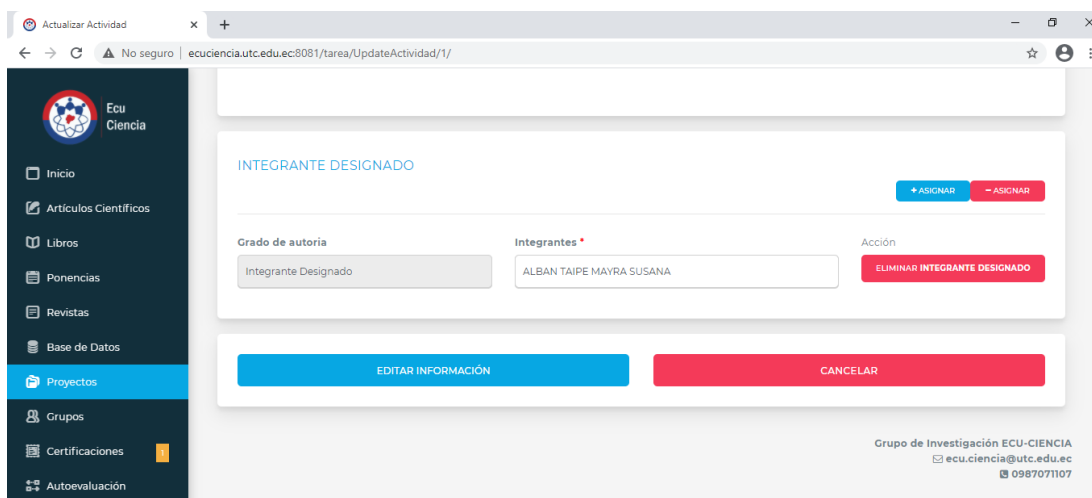 Actualizar Actividad
No seguro | ecuciencia.utc.edu.ec:8081/tarea/UpdateActividad/1/
Ecu
Ciencia
Inicio
Artículos Científicos
Libros
Ponencias
Revistas
Base de Datos
Proyectos
Grupos
Certificaciones 1
Autoevaluación
INTEGRANTE DESIGNADO
+ ASIGNAR − ASIGNAR
Grado de autoria Integrantes * Acción
Integrante Designado ALBAN TAIPE MAYRA SUSANA ELIMINAR INTEGRANTE DESIGNADO
EDITAR INFORMACIÓN CANCELAR
Grupo de Investigación ECU-CIENCIA
ecu.ciencia@utc.edu.ec
0987071107